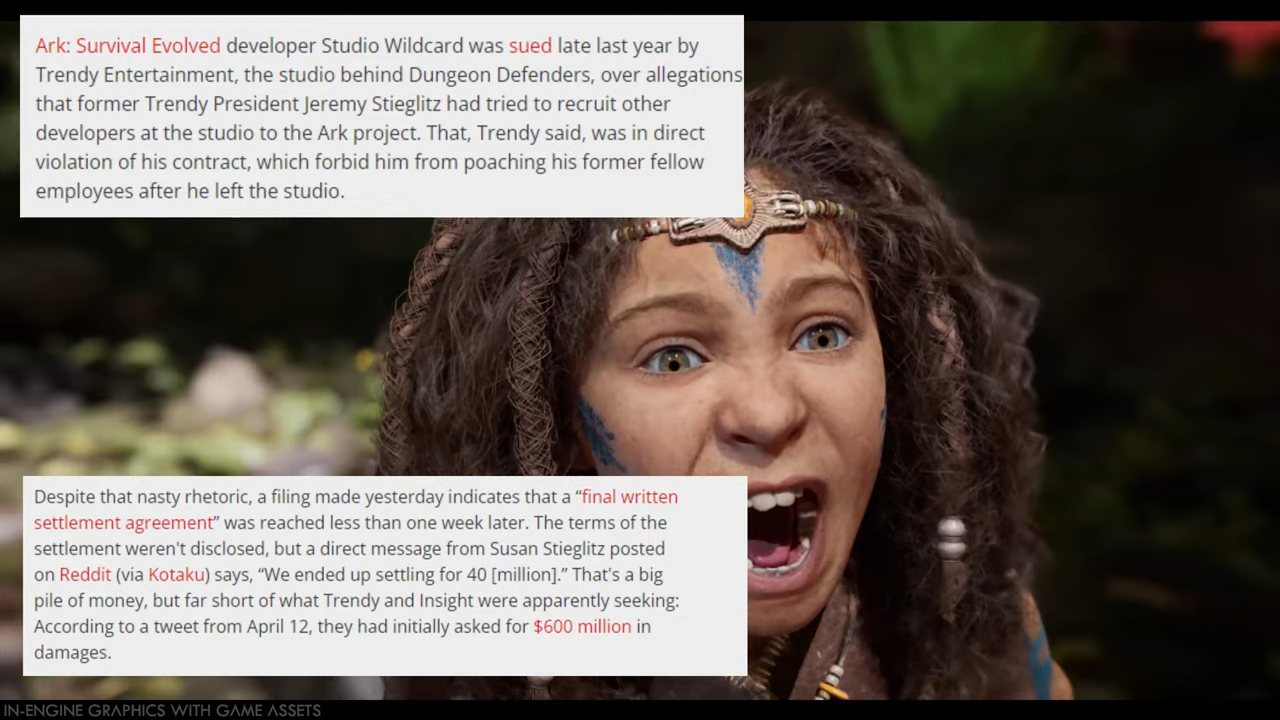 Ark: Survival Evolved developer Studio Wildcard was sued late last year by
Trendy Entertainment, the studio behind Dungeon Defenders, over allegations
that former Trendy President Jeremy Stieglitz had tried to recruit other
developers at the studio to the Ark project. That, Trendy said, was in direct
violation of his contract, which forbid him from poaching his former fellow
employees after he left the studio.
Despite that nasty rhetoric, a filing made yesterday indicates that a “final written
settlement agreement” was reached less than one week later. The terms of the
settlement weren't disclosed, but a direct message from Susan Stieglitz posted
on Reddit (via Kotaku) says, “We ended up settling for 40 [million].” That's a big
pile of money, but far short of what Trendy and Insight were apparently seeking:
According to a tweet from April 12, they had initially asked for $600 million in
damages.
IN-ENGINE GRAPHICS WITH GAME ASSETS